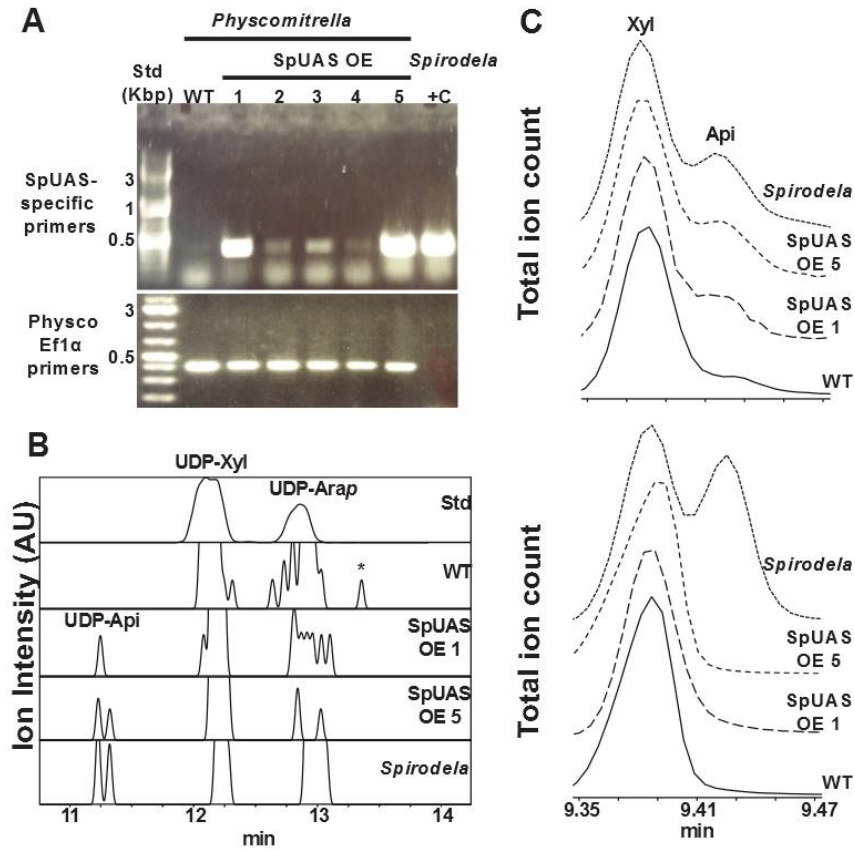 A
Physcomitrella
SpUAS OE
Spirodela
Std
(Kbp)
WT 1 2 3 4 5 +C
SpUAS-
specific
primers
3
1
0.5
Physco
Ef1α
primers
3
0.5
B
Ion Intensity (AU)
UDP-Xyl
UDP-Arap
Std
WT
*
UDP-Api
SpUAS
OE 1
SpUAS
OE 5
Spirodela
11 12 13 14
min
C
Total ion count
Xyl
Api
Spirodela
SpUAS
OE 5
SpUAS
OE 1
WT
Total ion count
Spirodela
SpUAS
OE 5
SpUAS
OE 1
WT
9.35 9.41 9.47
min